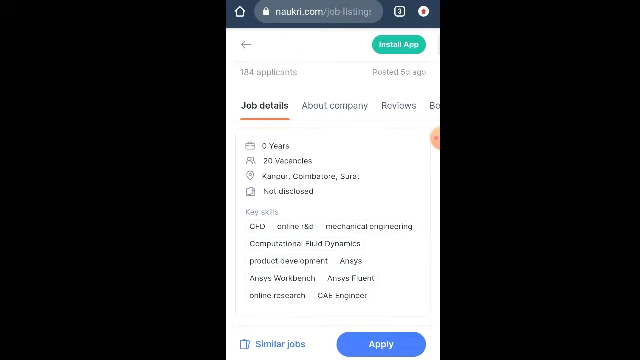 naukri.com/job-listings
3
Install App
184 applicants Posted 5d ago
Job details About company Reviews Be
0 Years
20 Vacancies
Kanpur, Coimbatore, Surat
Not disclosed
Key skills
CFD online r&d mechanical engineering
Computational Fluid Dynamics
product development Ansys
Ansys Workbench Ansys Fluent
online research CAE Engineer
Similar jobs Apply